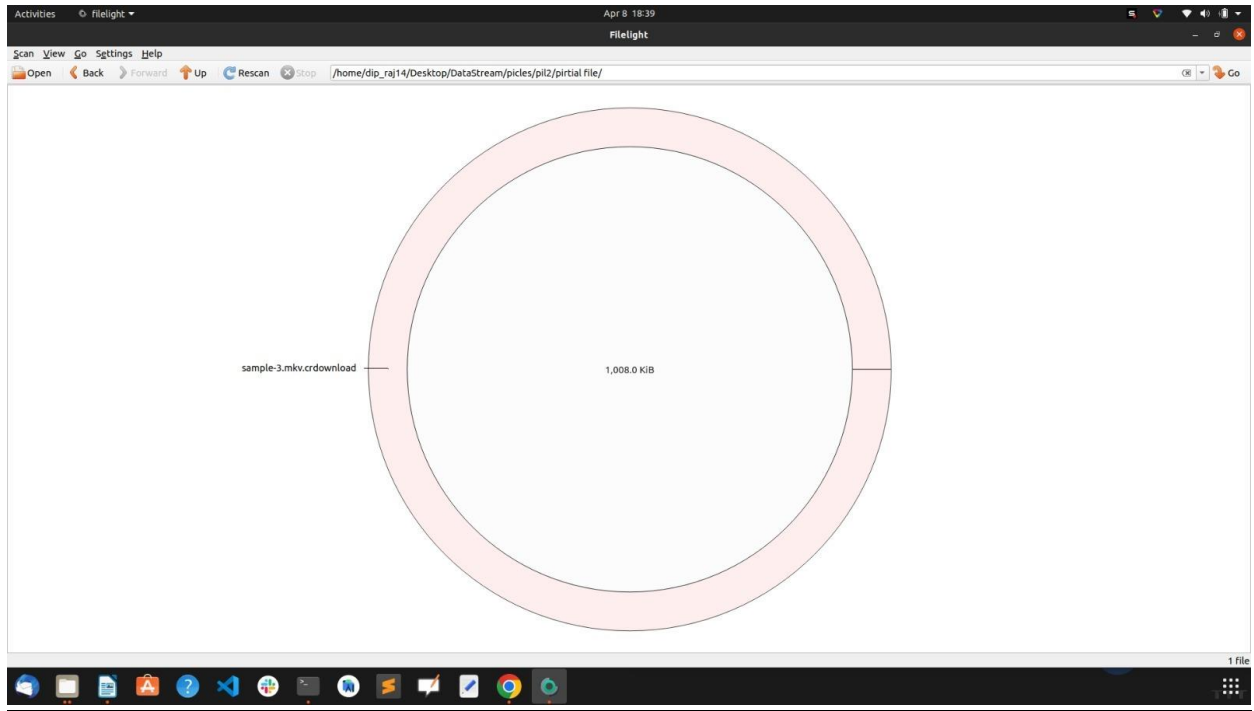 Activities filelight Apr 8 18:39
Filelight
Scan View Go Settings Help
Open Back Forward Up Rescan Stop /home/dip_raj14/Desktop/DataStream/picles/pil2/pirtial file/ Go
sample-3.mkv.crdownload 1,008.0 KiB
1 file